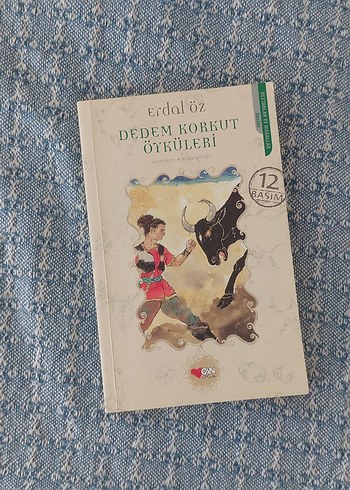 Erdal Öz
DEDEM KORKUT
ÖYKÜLERİ
12.
BASIM
CAN